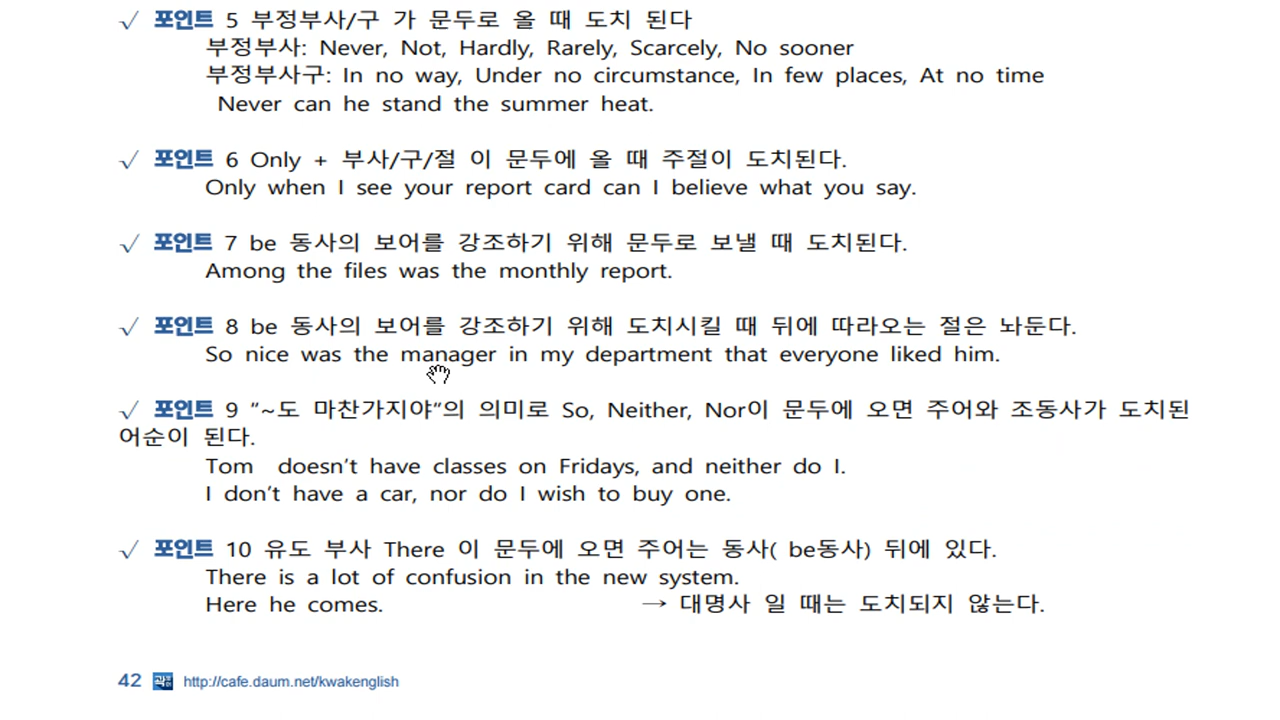 √ 포인트 5 부정부사/구 가 문두로 올 때 도치 된다
부정부사: Never, Not, Hardly, Rarely, Scarcely, No sooner
부정부사구: In no way, Under no circumstance, In few places, At no time
Never can he stand the summer heat.
√ 포인트 6 Only + 부사/구/절 이 문두에 올 때 주절이 도치된다.
Only when I see your report card can I believe what you say.
√ 포인트 7 be 동사의 보어를 강조하기 위해 문두로 보낼 때 도치된다.
Among the files was the monthly report.
√ 포인트 8 be 동사의 보어를 강조하기 위해 도치시킬 때 뒤에 따라오는 절은 놔둔다.
So nice was the manager in my department that everyone liked him.
√ 포인트 9 "~도 마찬가지야"의 의미로 So, Neither, Nor이 문두에 오면 주어와 조동사가 도치된
어순이 된다.
Tom doesn't have classes on Fridays, and neither do I.
I don't have a car, nor do I wish to buy one.
√ 포인트 10 유도 부사 There 이 문두에 오면 주어는 동사( be동사) 뒤에 있다.
There is a lot of confusion in the new system.
Here he comes. → 대명사 일 때는 도치되지 않는다.
42 http://cafe.daum.net/kwakenglish